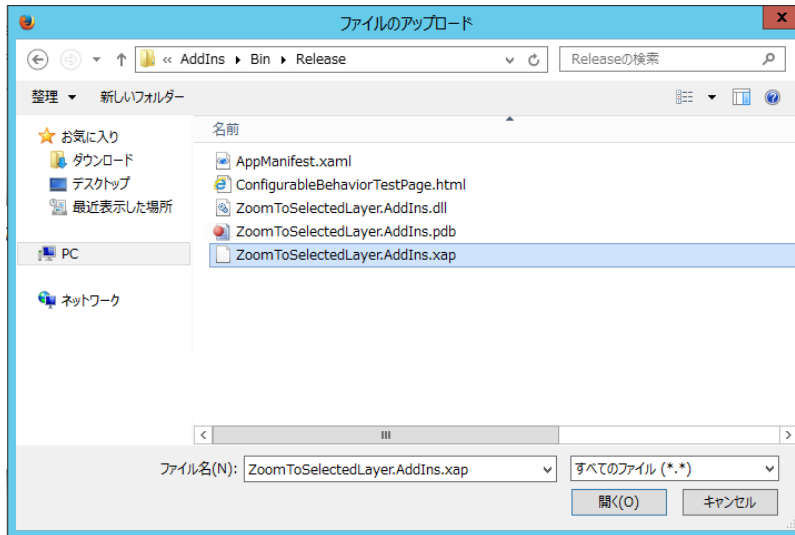 ファイルのアップロード
x
« AddIns ▸ Bin ▸ Release
Releaseの検索
整理 ▼ 新しいフォルダー
お気に入り
ダウンロード
デスクトップ
最近表示した場所
PC
ネットワーク
名前
AppManifest.xaml
ConfigurableBehaviorTestPage.html
ZoomToSelectedLayer.AddIns.dll
ZoomToSelectedLayer.AddIns.pdb
ZoomToSelectedLayer.AddIns.xap
ファイル名(N): ZoomToSelectedLayer.AddIns.xap
すべてのファイル (*.*)
開く(O) キャンセル